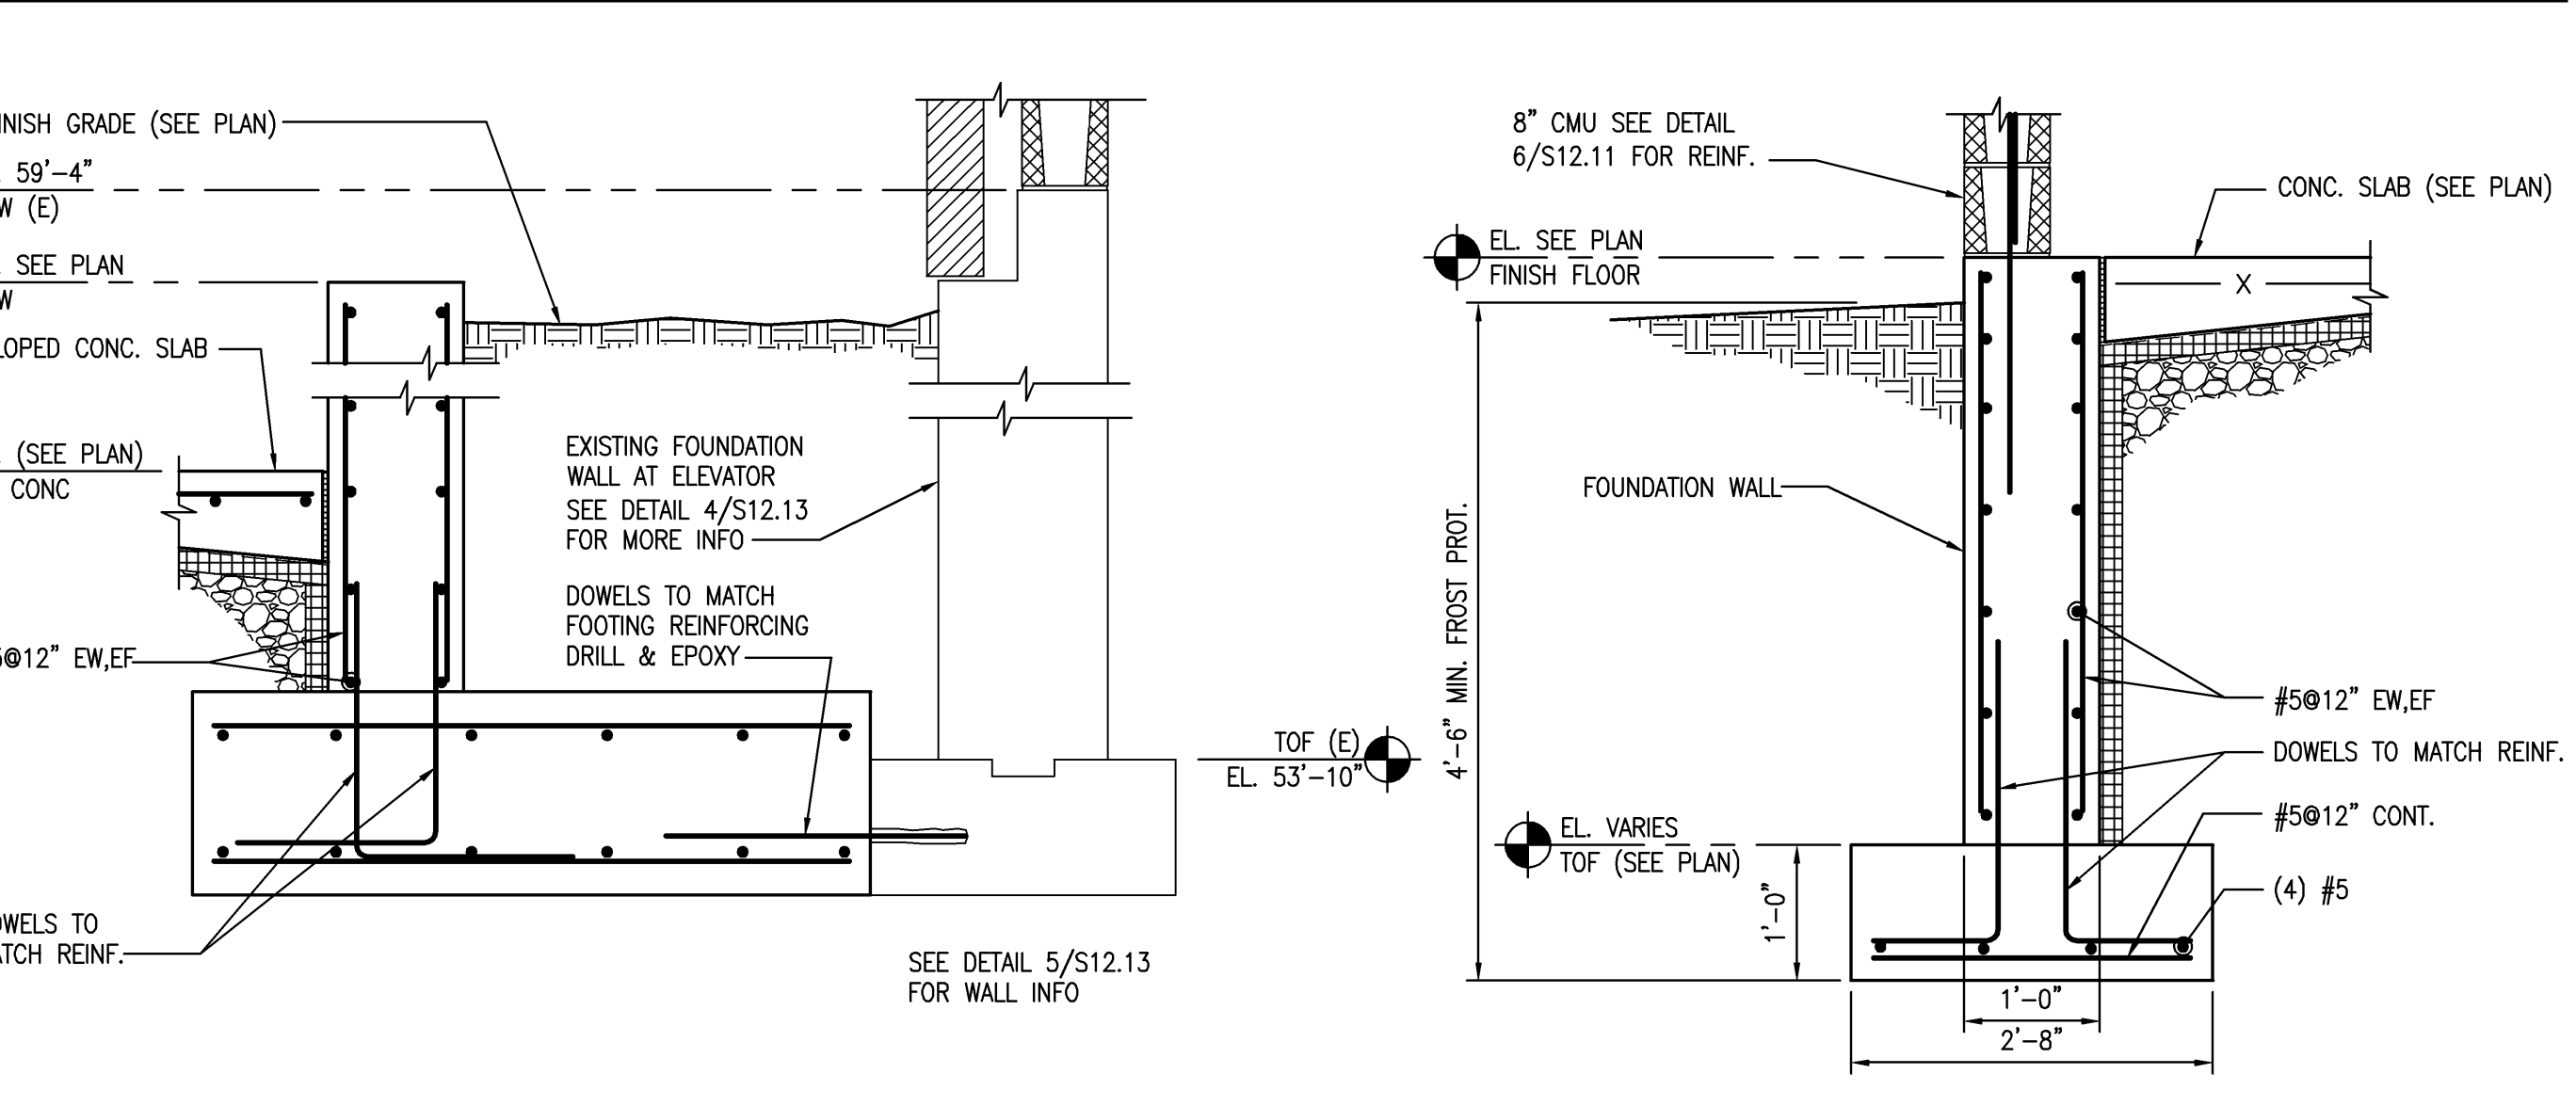 INISH GRADE (SEE PLAN)
59'-4"
W (E)
SEE PLAN
W
LOPED CONC. SLAB
(SEE PLAN)
CONC
5@12" EW,EF
OWELS TO
ATCH REINF.
EXISTING FOUNDATION
WALL AT ELEVATOR
SEE DETAIL 4/S12.13
FOR MORE INFO
DOWELS TO MATCH
FOOTING REINFORCING
DRILL & EPOXY
TOF (E)
EL. 53'-10"
SEE DETAIL 5/S12.13
FOR WALL INFO
8" CMU SEE DETAIL
6/S12.11 FOR REINF.
CONC. SLAB (SEE PLAN)
EL. SEE PLAN
FINISH FLOOR
X
FOUNDATION WALL
4'-6" MIN. FROST PROT.
#5@12" EW,EF
DOWELS TO MATCH REINF.
#5@12" CONT.
(4) #5
EL. VARIES
TOF (SEE PLAN)
1'-0"
1'-0"
2'-8"